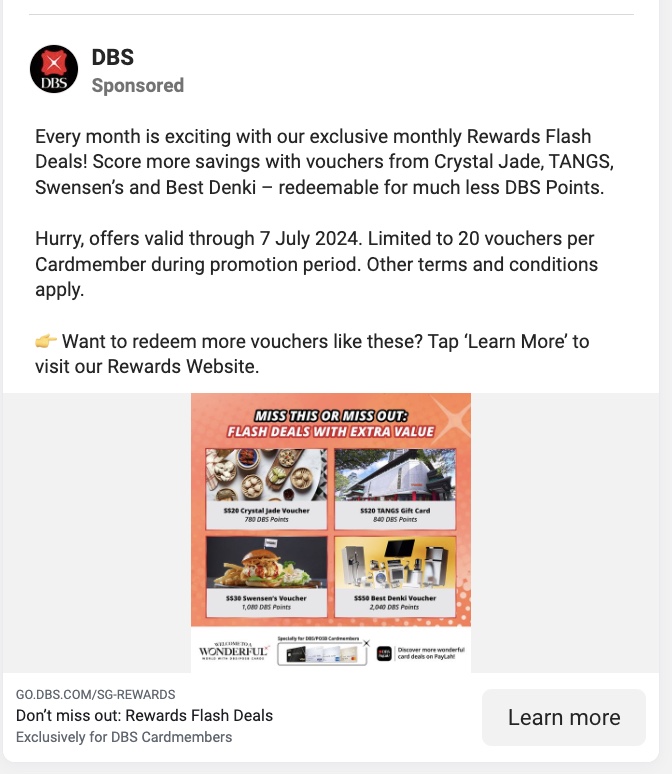 DBS
DBS
Sponsored
Every month is exciting with our exclusive monthly Rewards Flash
Deals! Score more savings with vouchers from Crystal Jade, TANGS,
Swensen’s and Best Denki – redeemable for much less DBS Points.
Hurry, offers valid through 7 July 2024. Limited to 20 vouchers per
Cardmember during promotion period. Other terms and conditions
apply.
👉 Want to redeem more vouchers like these? Tap ‘Learn More’ to
visit our Rewards Website.
MISS THIS OR MISS OUT:
FLASH DEALS WITH EXTRA VALUE
S$20 Crystal Jade Voucher
780 DBS Points
S$20 TANGS Gift Card
840 DBS Points
S$30 Swensen's Voucher
1,080 DBS Points
S$50 Best Denki Voucher
2,040 DBS Points
WELCOME TO A
WONDERFUL
WORLD WITH DBS/POSB CARDS
Specially for DBS/POSB Cardmembers
Discover more wonderful
card deals on PayLah!
GO.DBS.COM/SG-REWARDS
Don’t miss out: Rewards Flash Deals
Exclusively for DBS Cardmembers
Learn more